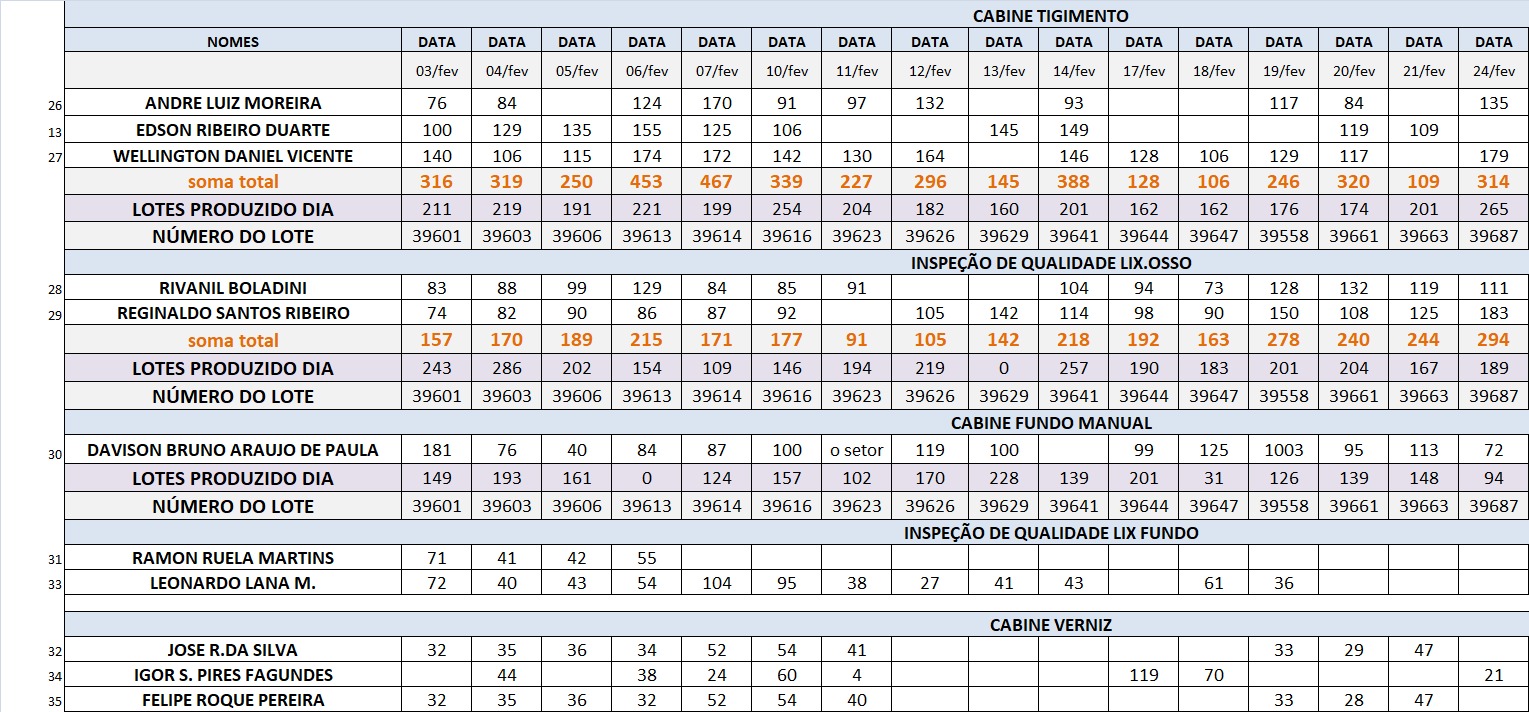 CABINE TIGIMENTO
NOMES DATA DATA DATA DATA DATA DATA DATA DATA DATA DATA DATA DATA DATA DATA DATA DATA
03/fev 04/fev 05/fev 06/fev 07/fev 10/fev 11/fev 12/fev 13/fev 14/fev 17/fev 18/fev 19/fev 20/fev 21/fev 24/fev
26 ANDRE LUIZ MOREIRA 76 84 124 170 91 97 132 93 117 84 135
13 EDSON RIBEIRO DUARTE 100 129 135 155 125 106 145 149 119 109
27 WELLINGTON DANIEL VICENTE 140 106 115 174 172 142 130 164 146 128 106 129 117 179
soma total 316 319 250 453 467 339 227 296 145 388 128 106 246 320 109 314
LOTES PRODUZIDO DIA 211 219 191 221 199 254 204 182 160 201 162 162 176 174 201 265
NÚMERO DO LOTE 39601 39603 39606 39613 39614 39616 39623 39626 39629 39641 39644 39647 39558 39661 39663 39687
INSPEÇÃO DE QUALIDADE LIX.OSSO
28 RIVANIL BOLADINI 83 88 99 129 84 85 91 104 94 73 128 132 119 111
29 REGINALDO SANTOS RIBEIRO 74 82 90 86 87 92 105 142 114 98 90 150 108 125 183
soma total 157 170 189 215 171 177 91 105 142 218 192 163 278 240 244 294
LOTES PRODUZIDO DIA 243 286 202 154 109 146 194 219 0 257 190 183 201 204 167 189
NÚMERO DO LOTE 39601 39603 39606 39613 39614 39616 39623 39626 39629 39641 39644 39647 39558 39661 39663 39687
CABINE FUNDO MANUAL
30 DAVISON BRUNO ARAUJO DE PAULA 181 76 40 84 87 100 o setor 119 100 99 125 1003 95 113 72
LOTES PRODUZIDO DIA 149 193 161 0 124 157 102 170 228 139 201 31 126 139 148 94
NÚMERO DO LOTE 39601 39603 39606 39613 39614 39616 39623 39626 39629 39641 39644 39647 39558 39661 39663 39687
INSPEÇÃO DE QUALIDADE LIX FUNDO
31 RAMON RUELA MARTINS 71 41 42 55
33 LEONARDO LANA M. 72 40 43 54 104 95 38 27 41 43 61 36
CABINE VERNIZ
32 JOSE R.DA SILVA 32 35 36 34 52 54 41 33 29 47
34 IGOR S. PIRES FAGUNDES 44 38 24 60 4 119 70 21
35 FELIPE ROQUE PEREIRA 32 35 36 32 52 54 40 33 28 47